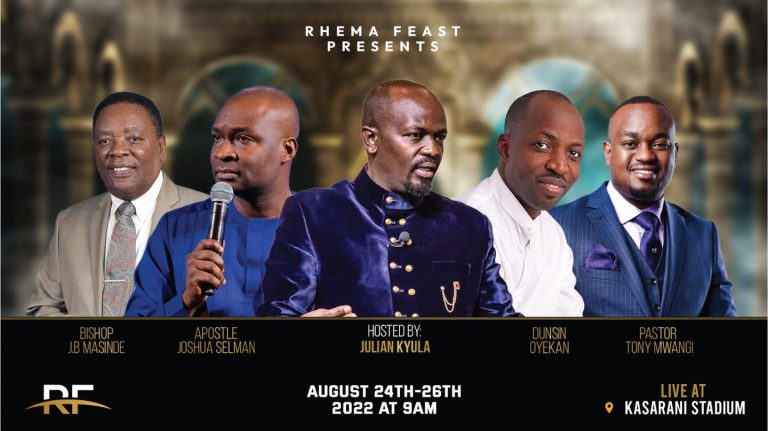 RHEMA FEAST
PRESENTS
BISHOP
J.B MASINDE
APOSTLE
JOSHUA SELMAN
HOSTED BY:
JULIAN KYULA
DUNSIN
OYEKAN
PASTOR
TONY MWANGI
RF
AUGUST 24TH-26TH
2022 AT 9AM
LIVE AT
KASARANI STADIUM